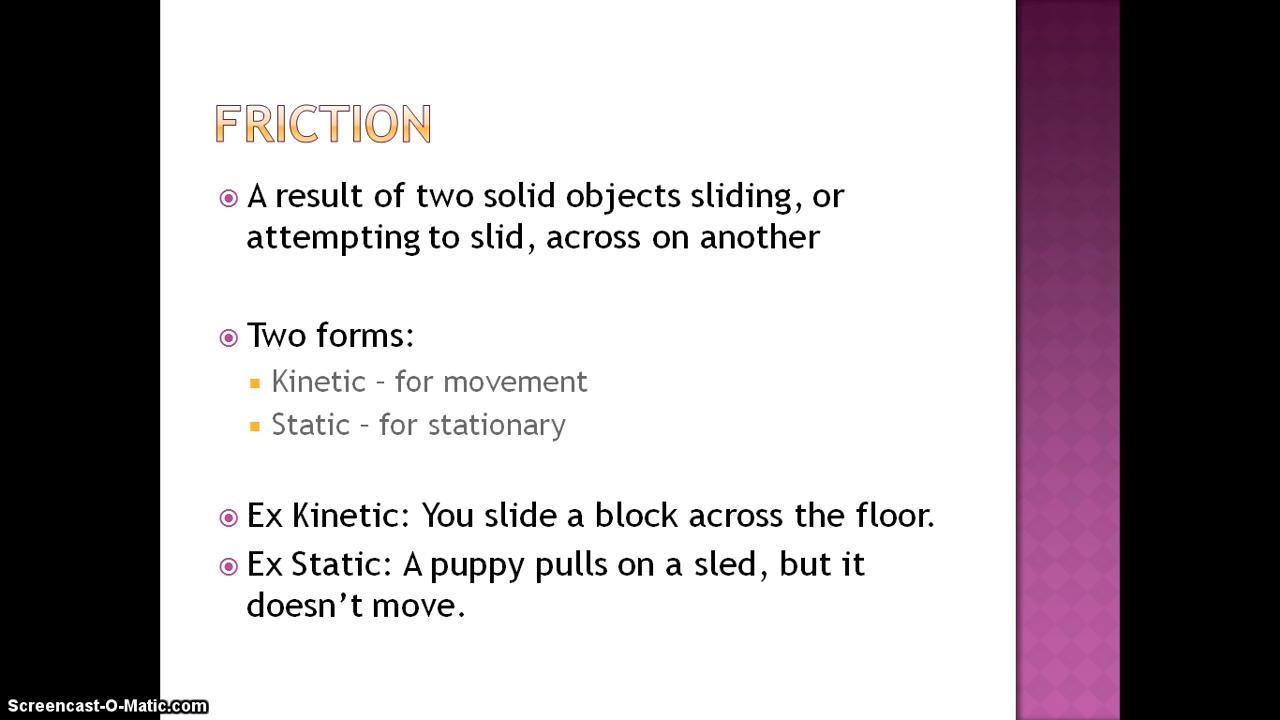 FRICTION
A result of two solid objects sliding, or
attempting to slid, across on another
Two forms:
Kinetic – for movement
Static – for stationary
Ex Kinetic: You slide a block across the floor.
Ex Static: A puppy pulls on a sled, but it
doesn’t move.
Screencast-O-Matic.com